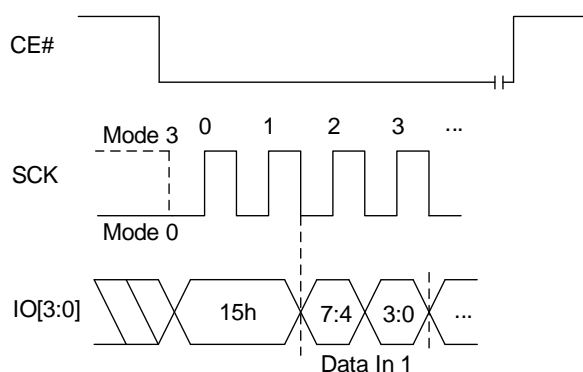 CE#
0 1 2 3 ...
Mode 3
SCK
Mode 0
IO[3:0] 15h 7:4 3:0 ...
Data In 1